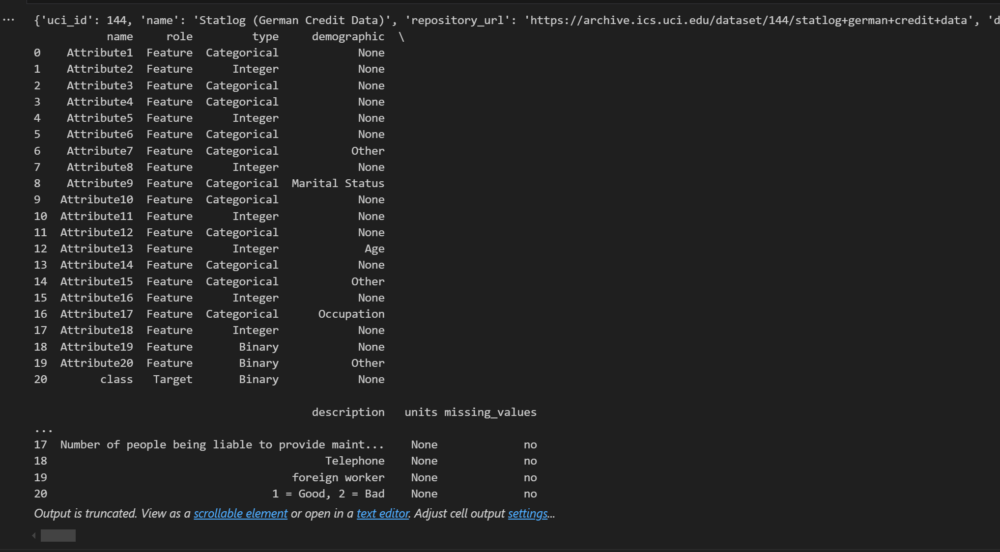 ... {'uci_id': 144, 'name': 'Statlog (German Credit Data)', 'repository_url': 'https://archive.ics.uci.edu/dataset/144/statlog+german+credit+data', 'd
name role type demographic \
0 Attribute1 Feature Categorical None
1 Attribute2 Feature Integer None
2 Attribute3 Feature Categorical None
3 Attribute4 Feature Categorical None
4 Attribute5 Feature Integer None
5 Attribute6 Feature Categorical None
6 Attribute7 Feature Categorical Other
7 Attribute8 Feature Integer None
8 Attribute9 Feature Categorical Marital Status
9 Attribute10 Feature Categorical None
10 Attribute11 Feature Integer None
11 Attribute12 Feature Categorical None
12 Attribute13 Feature Integer Age
13 Attribute14 Feature Categorical None
14 Attribute15 Feature Categorical Other
15 Attribute16 Feature Integer None
16 Attribute17 Feature Categorical Occupation
17 Attribute18 Feature Integer None
18 Attribute19 Feature Binary None
19 Attribute20 Feature Binary Other
20 class Target Binary None
description units missing_values
...
17 Number of people being liable to provide maint... None no
18 Telephone None no
19 foreign worker None no
20 1 = Good, 2 = Bad None no
Output is truncated. View as a scrollable element or open in a text editor. Adjust cell output settings...